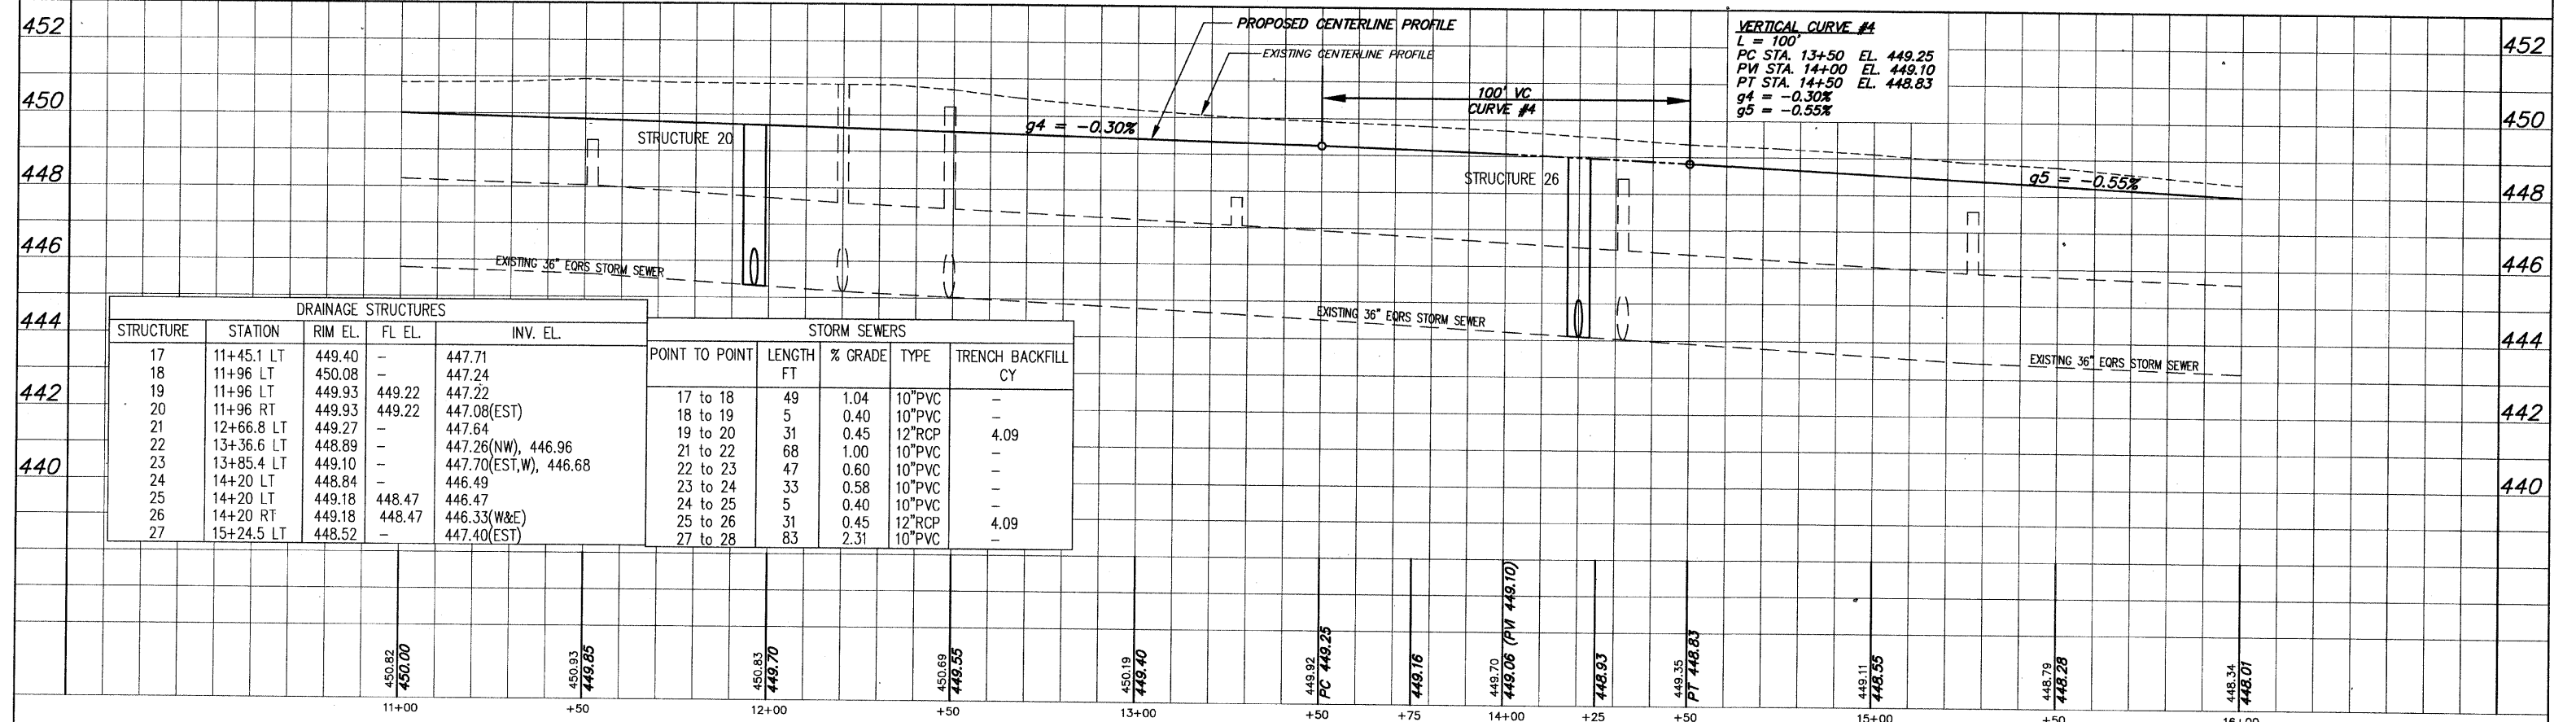 452
450
448
446
444
442
440
PROPOSED CENTERLINE PROFILE
EXISTING CENTERLINE PROFILE
VERTICAL CURVE #4
L = 100'
PC STA. 13+50 EL. 449.25
PVI STA. 14+00 EL. 449.10
PT STA. 14+50 EL. 448.83
g4 = -0.30%
g5 = -0.55%
452
450
448
446
444
442
440
100' VC
CURVE #4
g4 = -0.30%
g5 = -0.55%
STRUCTURE 20
STRUCTURE 26
EXISTING 36" EQRS STORM SEWER
EXISTING 36" EQRS STORM SEWER
EXISTING 36" EQRS STORM SEWER
DRAINAGE STRUCTURES
STRUCTURE STATION RIM EL. FL EL. INV. EL.
17 11+45.1 LT 449.40 - 447.71
18 11+96 LT 450.08 - 447.24
19 11+96 LT 449.93 449.22 447.22
20 11+96 RT 449.93 449.22 447.08(EST)
21 12+66.8 LT 449.27 - 447.64
22 13+36.6 LT 448.89 - 447.26(NW), 446.96
23 13+85.4 LT 449.10 - 447.70(EST,W), 446.68
24 14+20 LT 448.84 - 446.49
25 14+20 LT 449.18 448.47 446.47
26 14+20 RT 449.18 448.47 446.33(W&E)
27 15+24.5 LT 448.52 - 447.40(EST)
STORM SEWERS
POINT TO POINT LENGTH FT % GRADE TYPE TRENCH BACKFILL CY
17 to 18 49 1.04 10"PVC -
18 to 19 5 0.40 10"PVC -
19 to 20 31 0.45 12"RCP 4.09
21 to 22 68 1.00 10"PVC -
22 to 23 47 0.60 10"PVC -
23 to 24 33 0.58 10"PVC -
24 to 25 5 0.40 10"PVC -
25 to 26 31 0.45 12"RCP 4.09
27 to 28 83 2.31 10"PVC -
450.82
450.00
450.93
449.85
450.83
449.70
450.69
449.55
450.19
449.40
449.92
PC 449.25
449.16
449.70
449.06 (PVI 449.10)
448.93
449.35
PT 448.83
449.11
448.55
448.79
448.28
448.34
448.01
11+00 +50 12+00 +50 13+00 +50 +75 14+00 +25 +50 15+00 +50 16+00